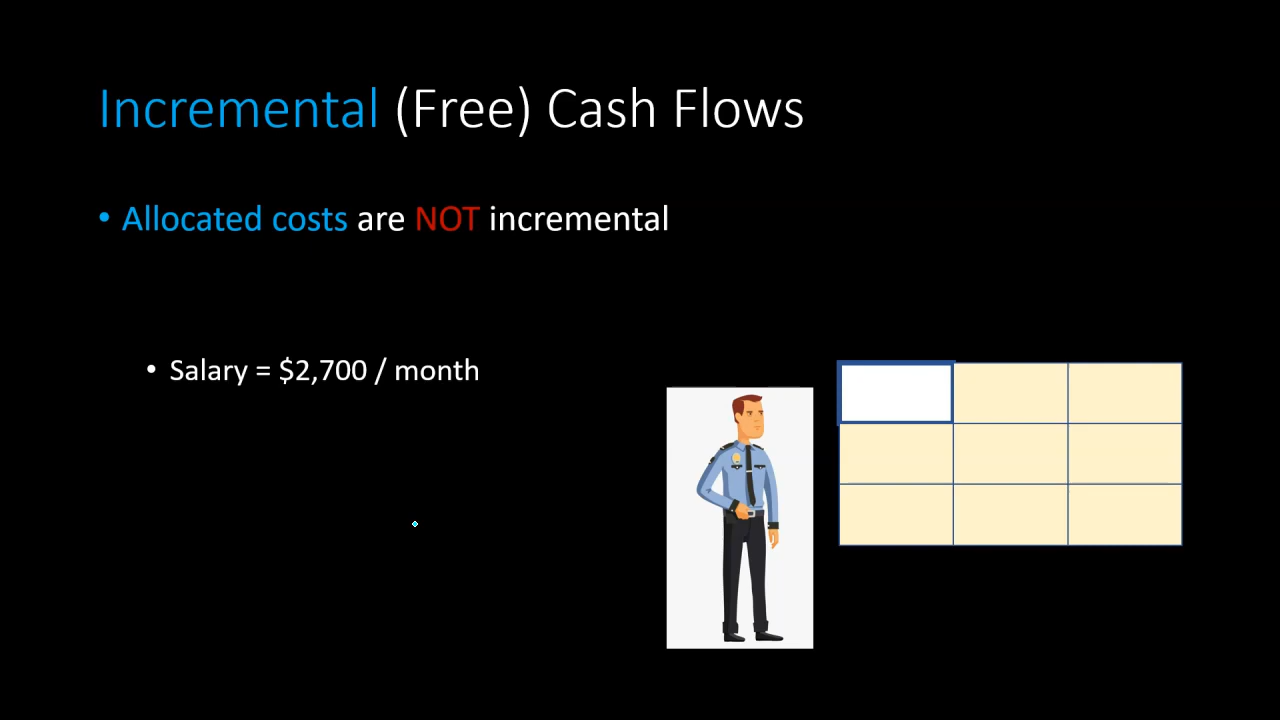 Incremental (Free) Cash Flows
• Allocated costs are NOT incremental
• Salary = $2,700 / month